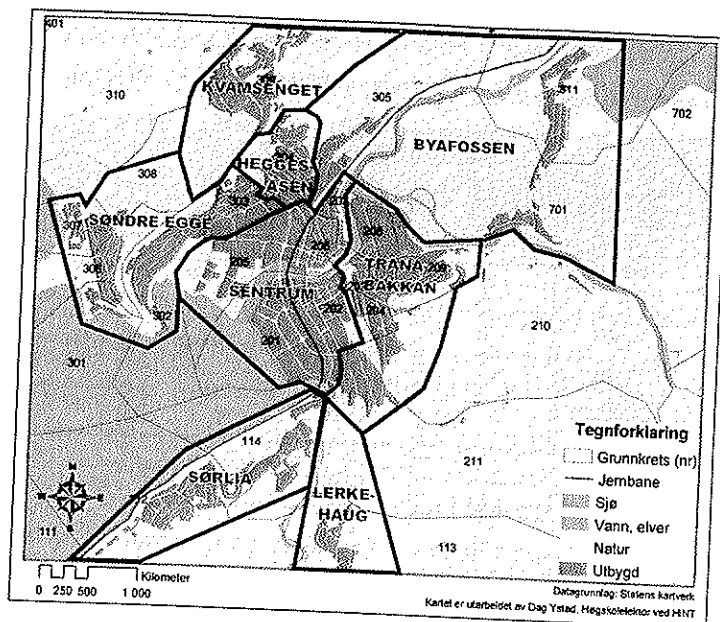 401
310
KVAMSENGET
305
311
702
BYAFOSSEN
HEGGES-
ÅSEN
308
303
SØNDRE EGGE
307
306
701
205
206
TRANA
BAKKAN
209
SENTRUM
202
204
302
201
210
301
114
SØRLIA
LERKE-
HAUG
211
113
111
Tegnforklaring
Grunnkrets (nr)
Jernbane
Sjø
Vann, elver
Natur
Utbygd
Kilometer
0 250 500 1 000
Datagrunnlag: Statens kartverk
Kartet er utarbeidet av Dag Ystad, Høgskolelektor ved HiNT